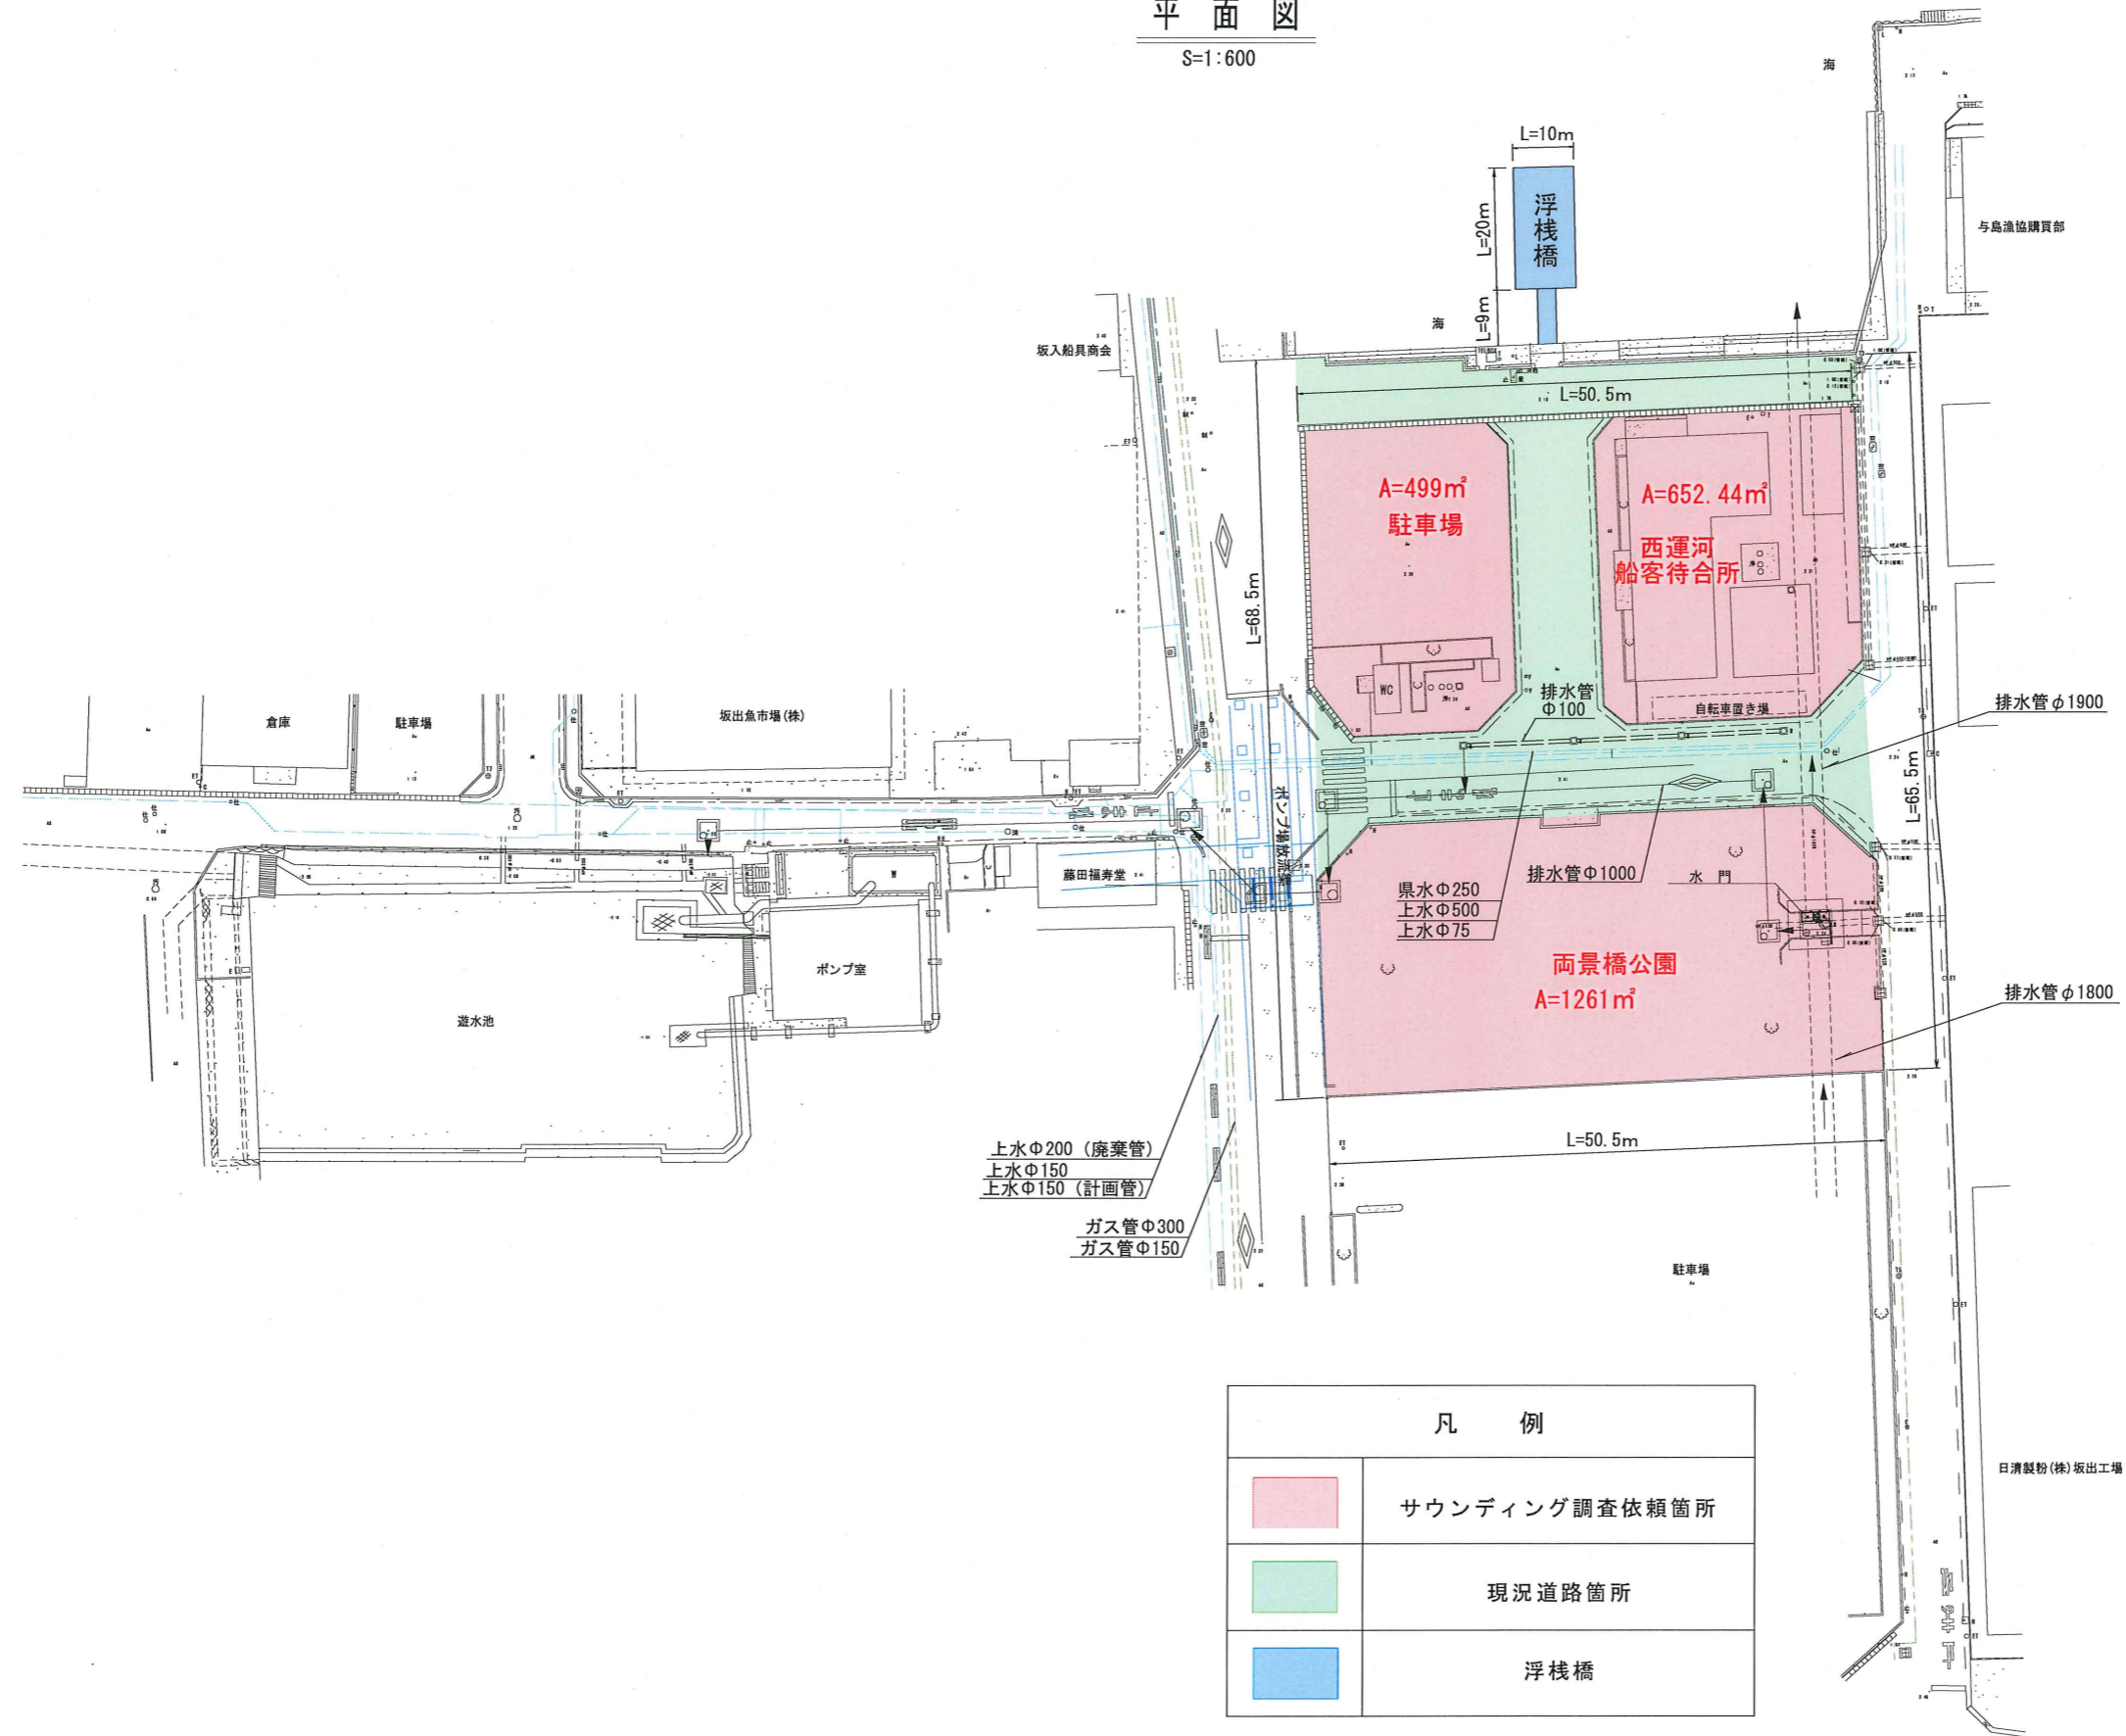 平 面 図
S=1:600
海
L=10m
L=20m
浮桟橋
L=9m
海
与島漁協購買部
坂入船具商会
L=50.5m
A=499㎡
駐車場
A=652.44㎡
西運河
船客待合所
L=68.5m
WC
排水管
Φ100
自転車置き場
排水管φ1900
倉庫
駐車場
坂出魚市場(株)
L=65.5m
止まれ
止まれ
ポンプ場放流渠
藤田福寿堂
県水Φ250
上水Φ500
上水Φ75
排水管Φ1000
水 門
両景橋公園
A=1261㎡
ポンプ室
遊水池
排水管φ1800
上水Φ200（廃棄管）
上水Φ150
上水Φ150（計画管）
ガス管Φ300
ガス管Φ150
L=50.5m
駐車場
日清製粉(株)坂出工場
止まれ
凡 例
サウンディング調査依頼箇所
現況道路箇所
浮桟橋